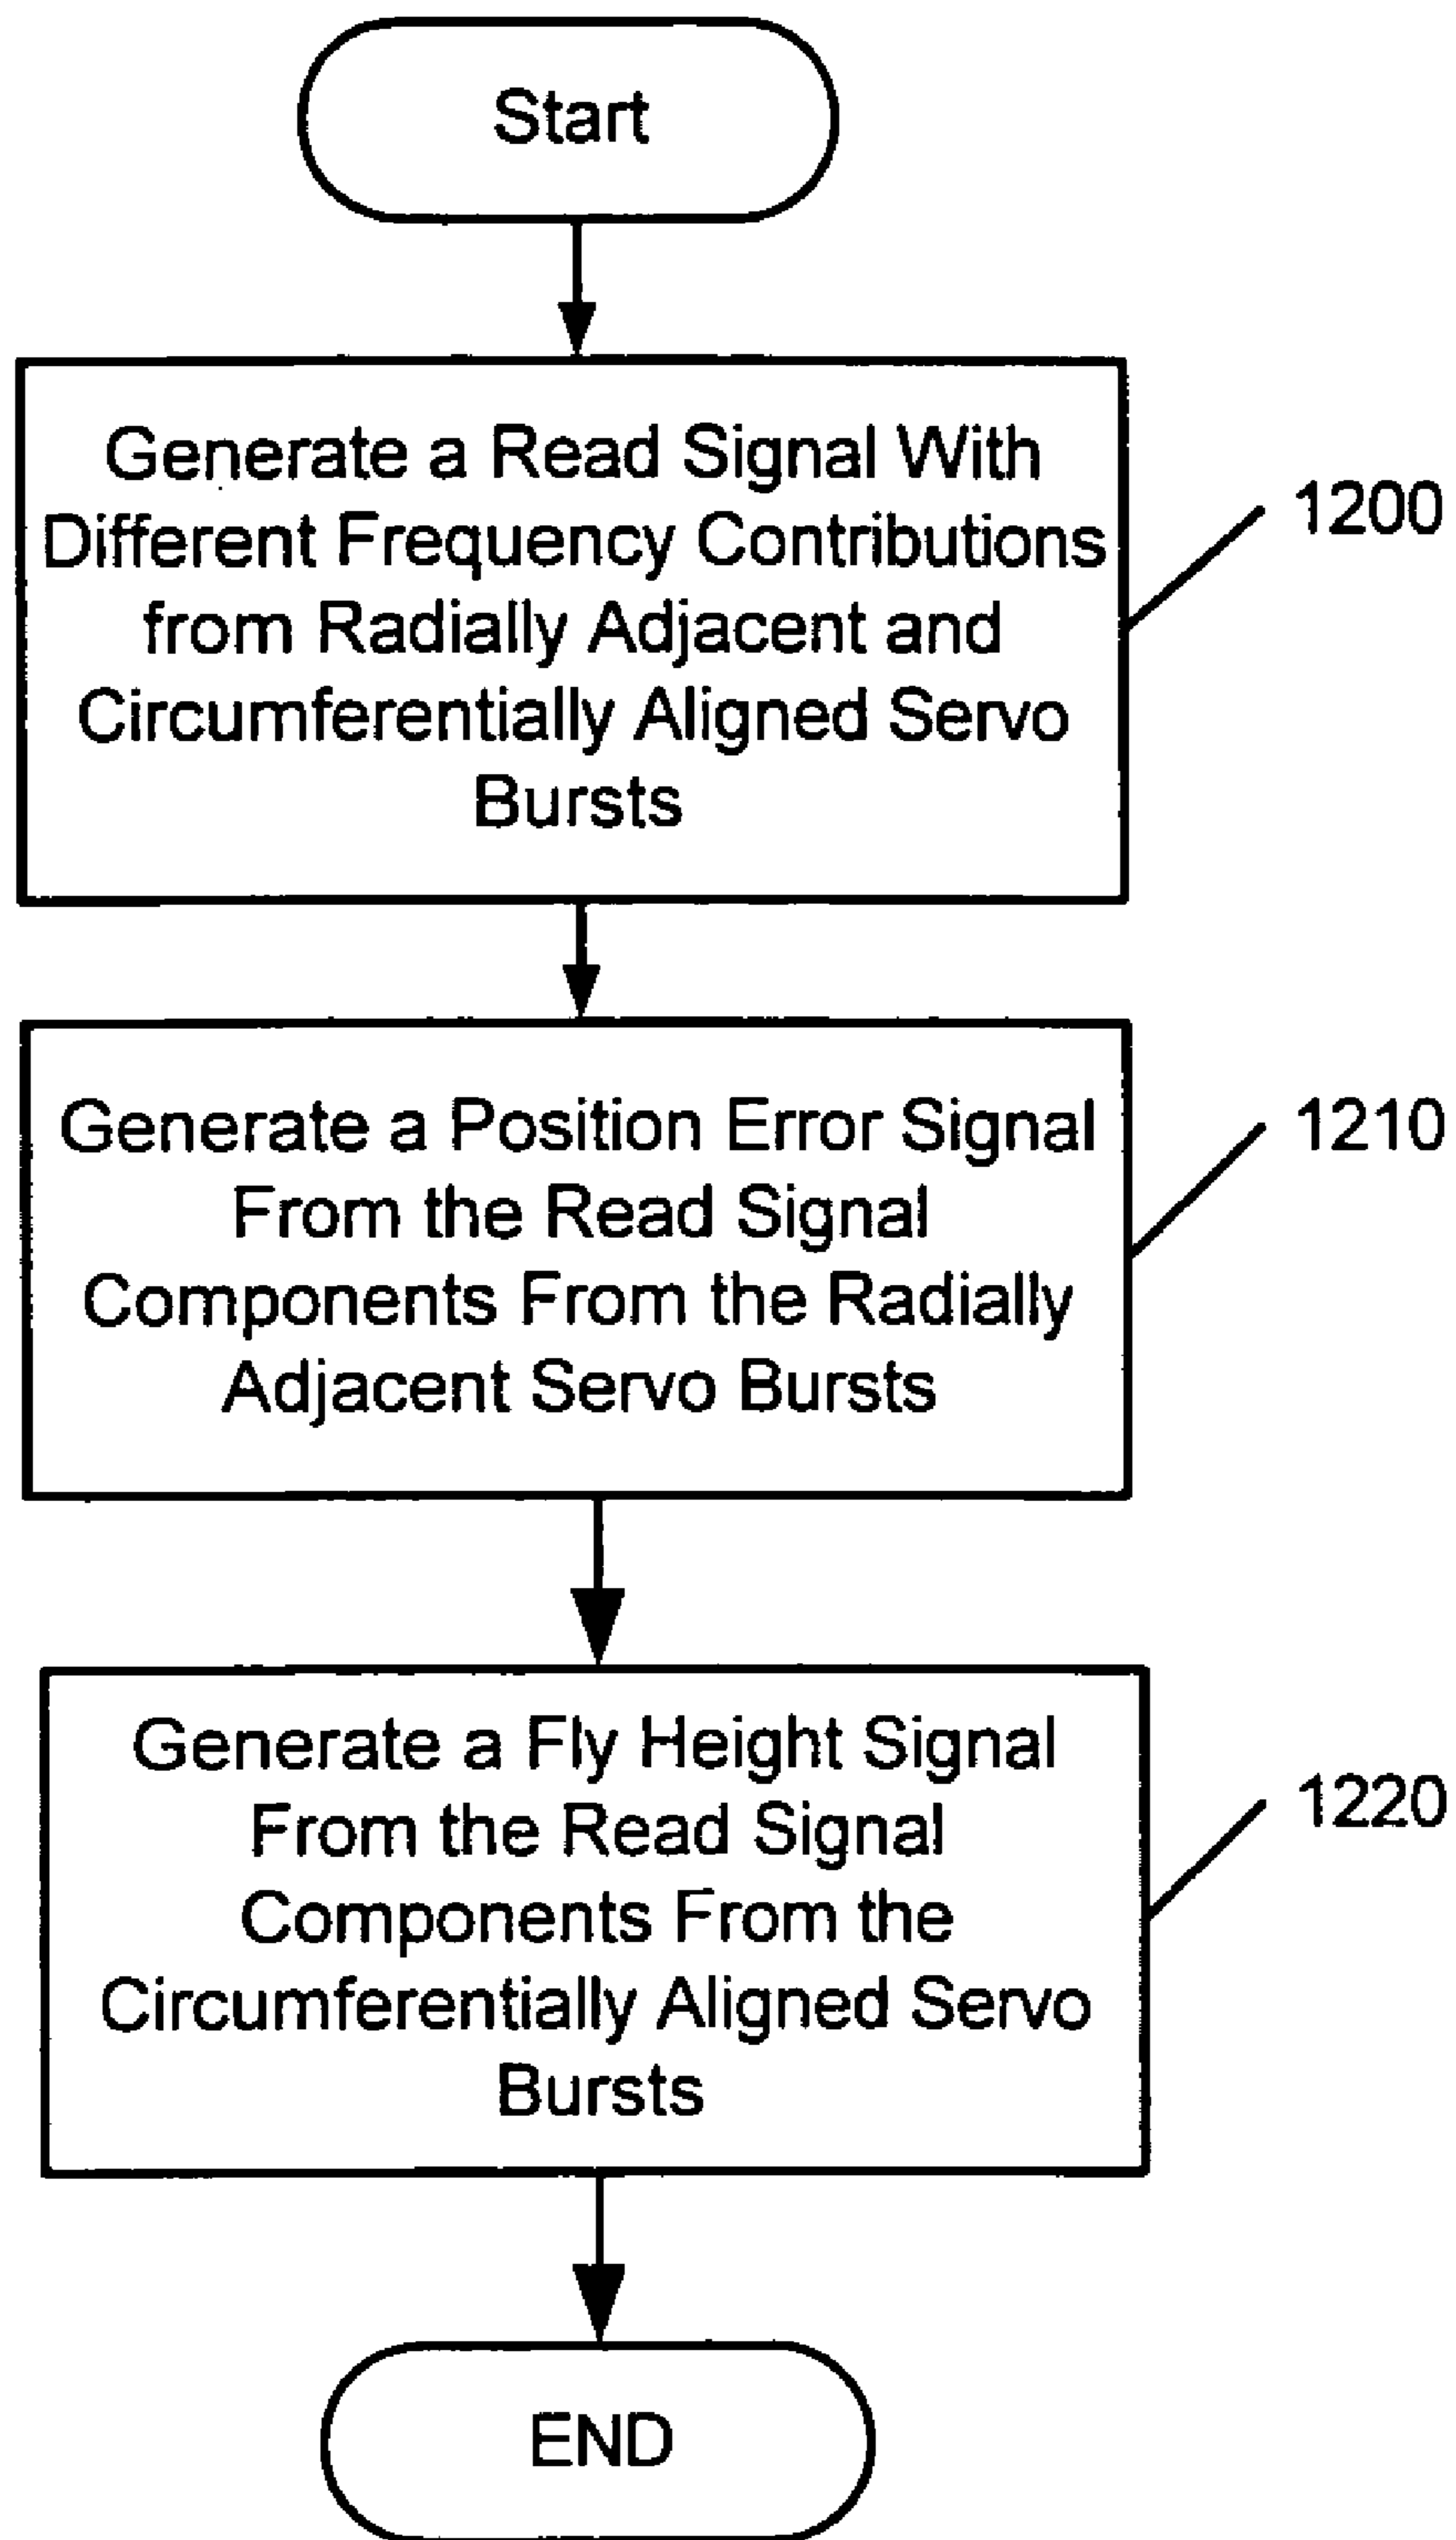 Start
Generate a Read Signal With
Different Frequency Contributions
from Radially Adjacent and
Circumferentially Aligned Servo
Bursts
1200
Generate a Position Error Signal
From the Read Signal
Components From the Radially
Adjacent Servo Bursts
1210
Generate a Fly Height Signal
From the Read Signal
Components From the
Circumferentially Aligned Servo
Bursts
1220
END